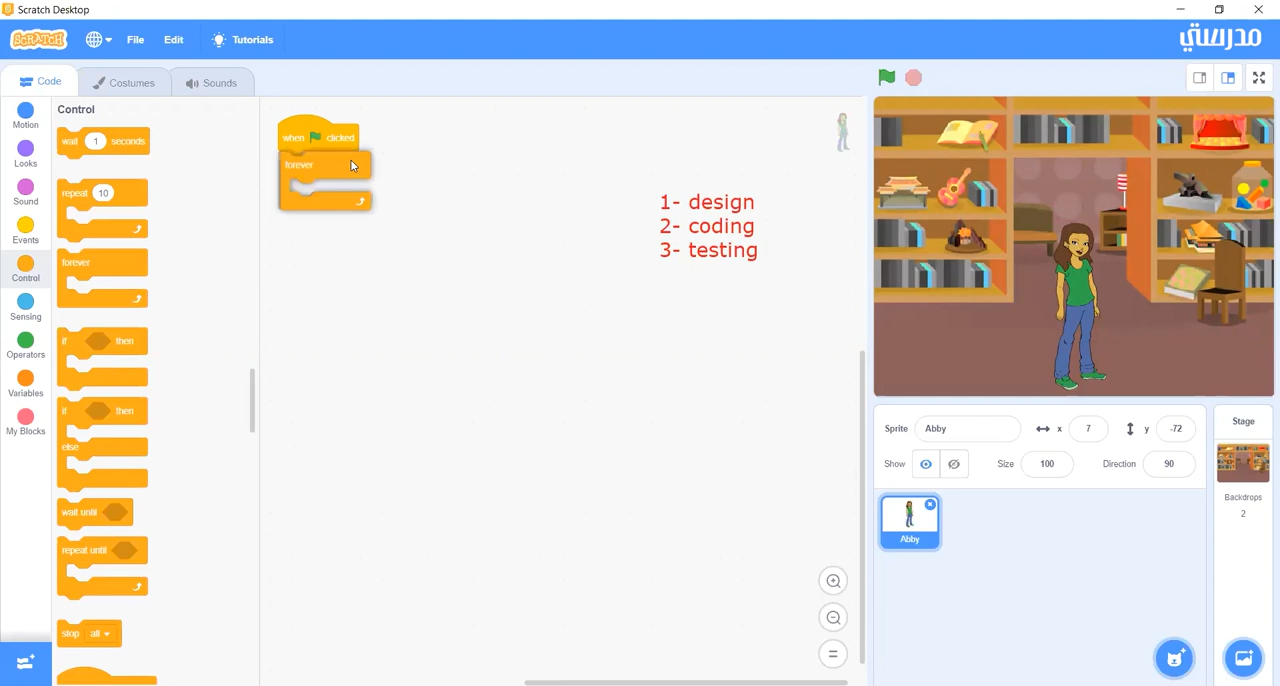 Scratch Desktop
SCRATCH
File
Edit
Tutorials
مدرستي
Code
Costumes
Sounds
Motion
Looks
Sound
Events
Control
Sensing
Operators
Variables
My Blocks
Control
wait 1 seconds
repeat 10
forever
if then
if then
else
wait until
repeat until
stop all
when clicked
forever
1- design
2- coding
3- testing
Sprite Abby x 7 y -72
Show Size 100 Direction 90
Abby
Stage
Backdrops
2